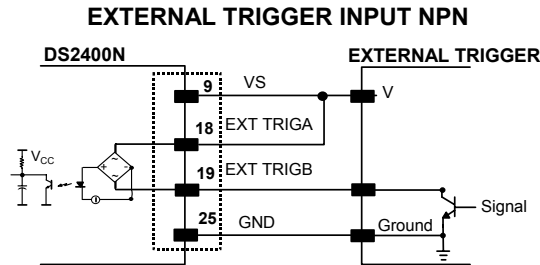 EXTERNAL TRIGGER INPUT NPN
DS2400N
EXTERNAL TRIGGER
9 VS
V
18 EXT TRIGA
VCC
19 EXT TRIGB
Signal
25 GND
Ground